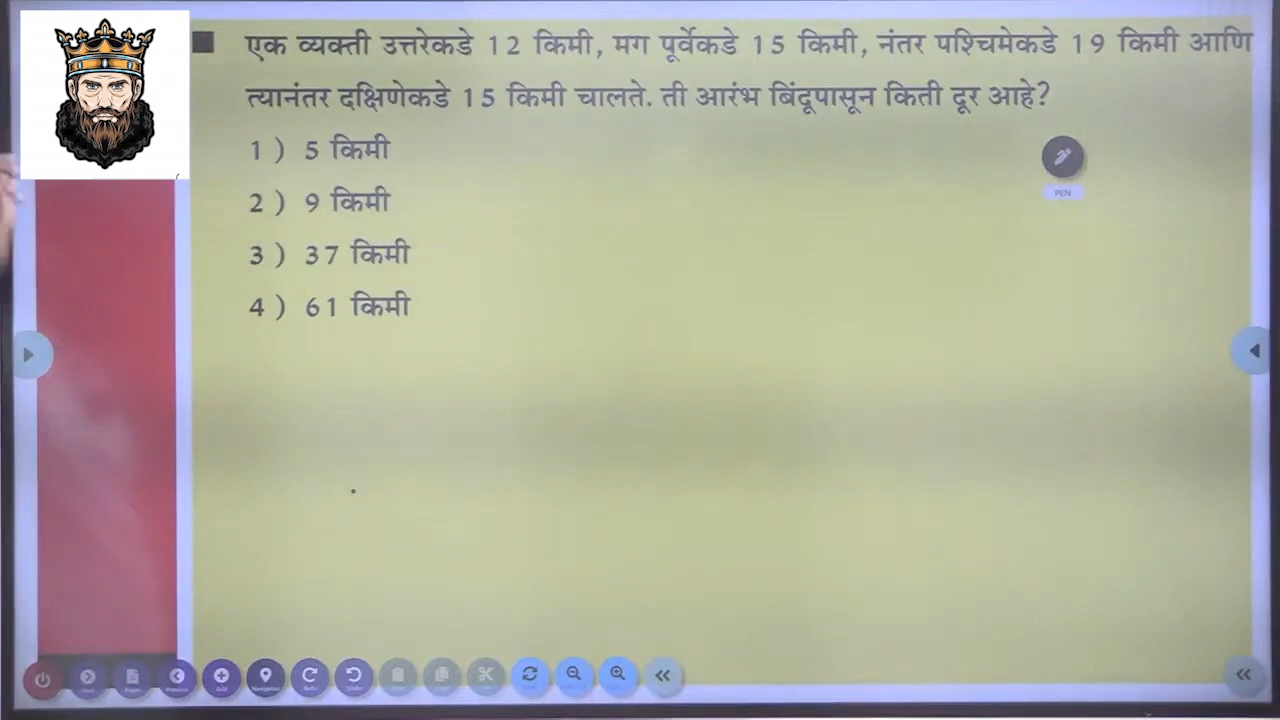 एक व्यक्ती उत्तरेकडे 12 किमी, मग पूर्वेकडे 15 किमी, नंतर पश्चिमेकडे 19 किमी आणि
त्यानंतर दक्षिणेकडे 15 किमी चालते. ती आरंभ बिंदूपासून किती दूर आहे?
1 ) 5 किमी
PEN
2 ) 9 किमी
3 ) 37 किमी
4 ) 61 किमी